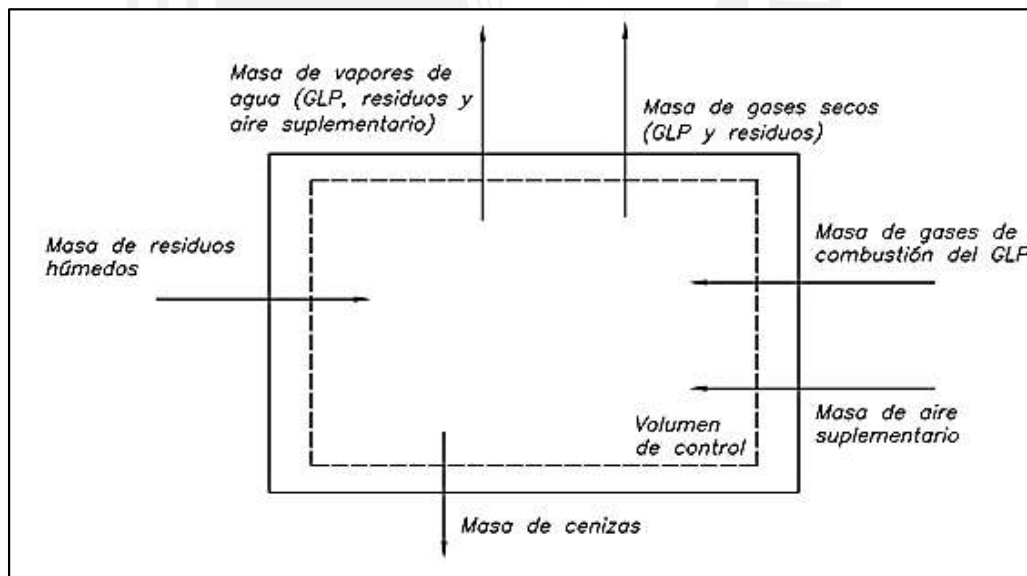 Masa de vapores de
agua (GLP, residuos y
aire suplementario)
Masa de gases secos
(GLP y residuos)
Masa de residuos
húmedos
Masa de gases de
combustión del GLP
Masa de aire
suplementario
Volumen
de control
Masa de cenizas